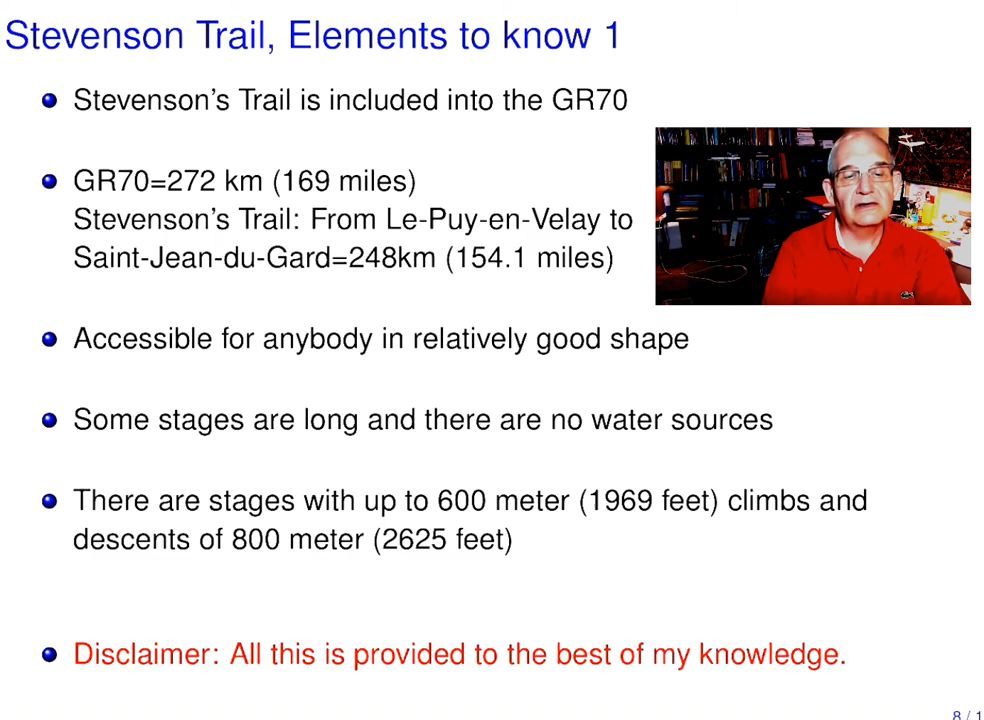 Stevenson Trail, Elements to know 1
Stevenson's Trail is included into the GR70
GR70=272 km (169 miles)
Stevenson's Trail: From Le-Puy-en-Velay to
Saint-Jean-du-Gard=248km (154.1 miles)
Accessible for anybody in relatively good shape
Some stages are long and there are no water sources
There are stages with up to 600 meter (1969 feet) climbs and
descents of 800 meter (2625 feet)
Disclaimer: All this is provided to the best of my knowledge.
8 / 1